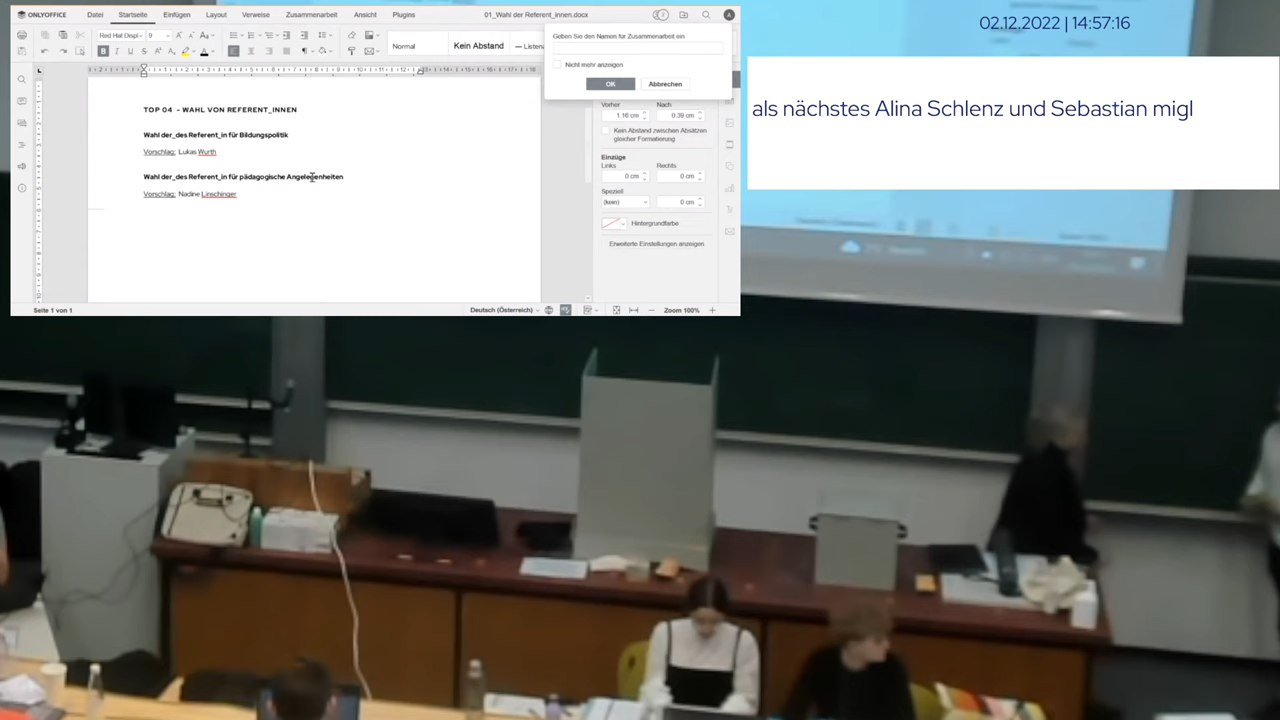 ONLYOFFICE
Datei Startseite Einfügen Layout Verweise Zusammenarbeit Ansicht Plugins
01_Wahl der Referent_innen.docx
2
A
Red Hat Displ 9
Normal
Kein Abstand
Geben Sie den Namen für Zusammenarbeit ein
Nicht mehr anzeigen
OK Abbrechen
TOP 04 - WAHL VON REFERENT_INNEN
Wahl der_des Referent_in für Bildungspolitik
Vorschlag: Lukas Wurth
Wahl der_des Referent_in für pädagogische Angelegenheiten
Vorschlag: Nadine Linschinger
Vorher Nach
1.16 cm 0.39 cm
Kein Abstand zwischen Absätzen
gleicher Formatierung
Einzüge
Links Rechts
0 cm 0 cm
Speziell
(kein) 0 cm
Hintergrundfarbe
Erweiterte Einstellungen anzeigen
Seite 1 von 1
Deutsch (Österreich)
Zoom 100%
02.12.2022 | 14:57:16
als nächstes Alina Schlenz und Sebastian migl